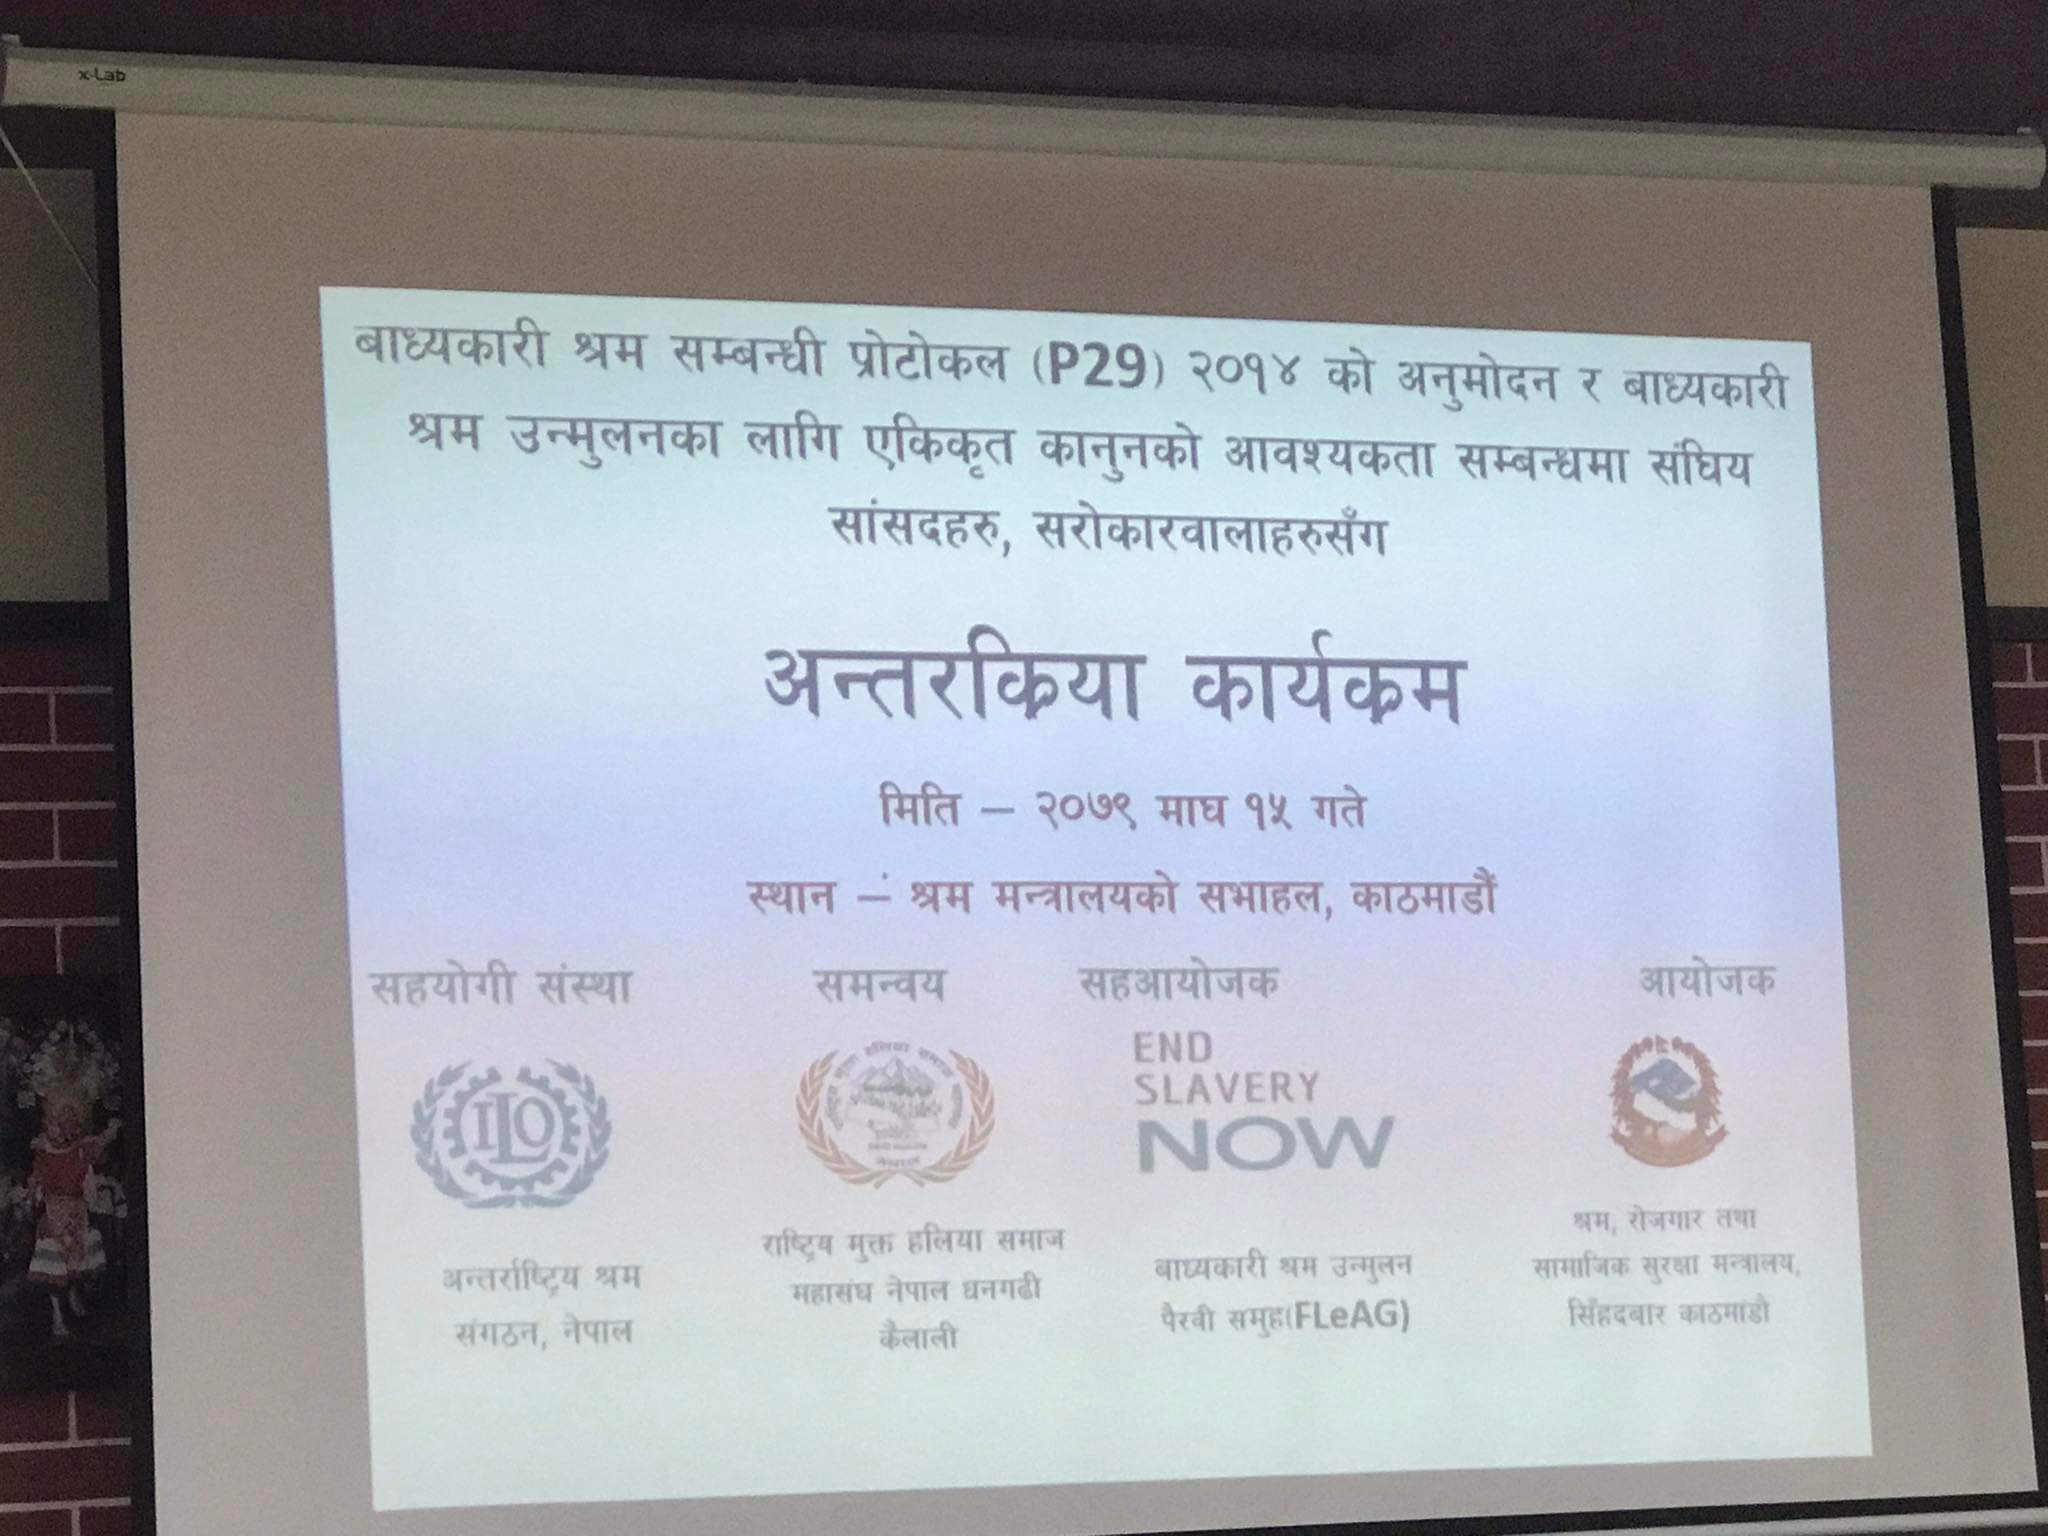 x-Lab
बाध्यकारी श्रम सम्बन्धी प्रोटोकल (P29) २०१४ को अनुमोदन र बाध्यकारी
श्रम उन्मुलनका लागि एकिकृत कानुनको आवश्यकता सम्बन्धमा संघिय
सांसदहरु, सरोकारवालाहरुसँग
अन्तरक्रिया कार्यक्रम
मिति – २०७९ माघ १५ गते
स्थान – श्रम मन्त्रालयको सभाहल, काठमाडौं
सहयोगी संस्था समन्वय सहआयोजक आयोजक
ILO
END
SLAVERY
NOW
अन्तर्राष्ट्रिय श्रम
संगठन, नेपाल
राष्ट्रिय मुक्त हलिया समाज
महासंघ नेपाल धनगढी
कैलाली
बाध्यकारी श्रम उन्मुलन
पैरवी समुह(FLeAG)
श्रम, रोजगार तथा
सामाजिक सुरक्षा मन्त्रालय,
सिँहदबार काठमांडौ